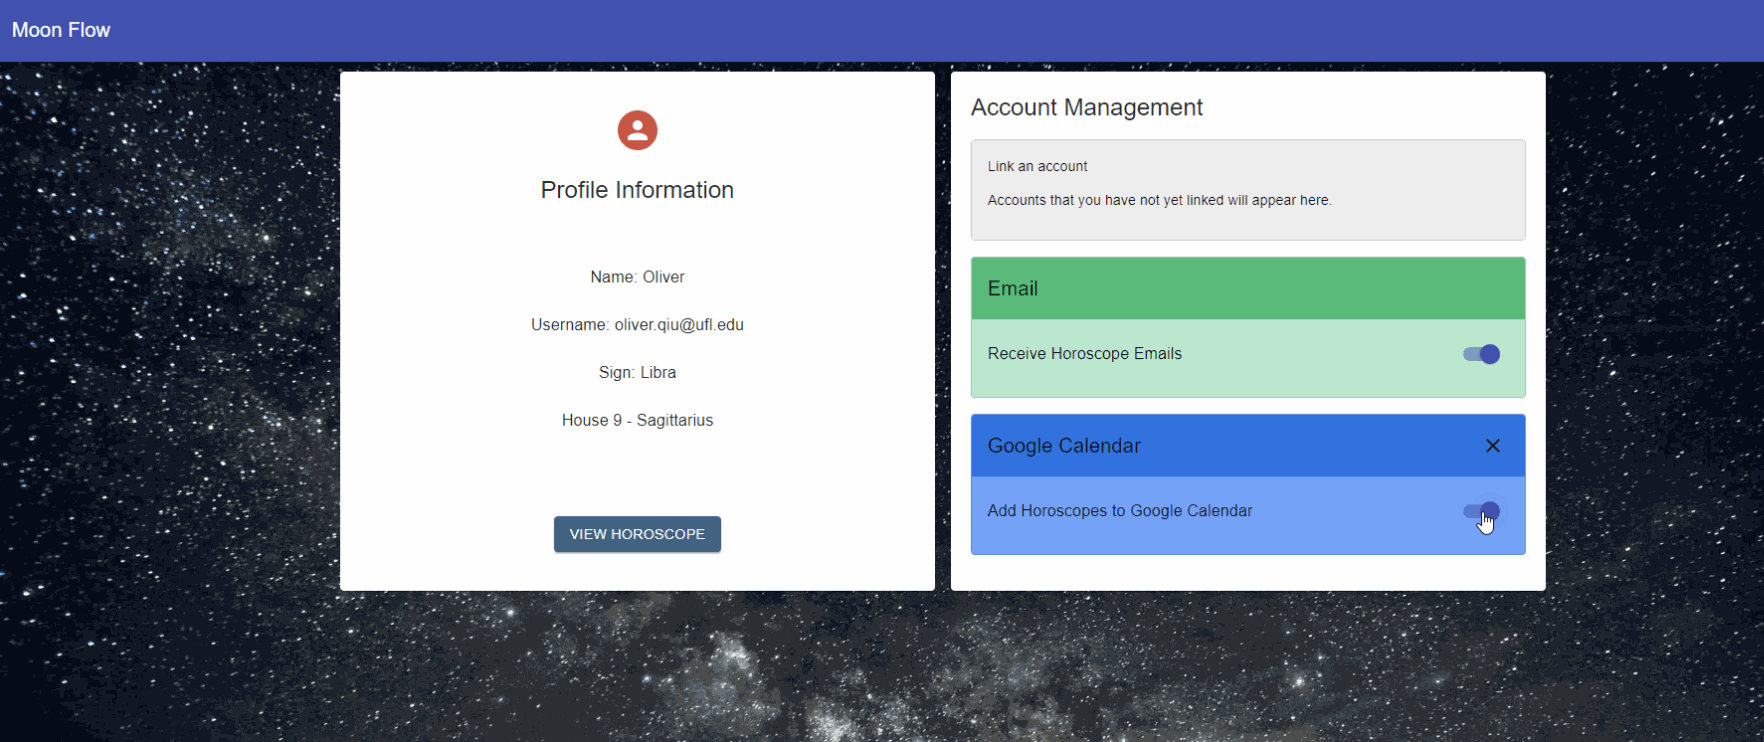 Moon Flow
Profile Information
Name: Oliver
Username: oliver.qiu@ufl.edu
Sign: Libra
House 9 - Sagittarius
VIEW HOROSCOPE
Account Management
Link an account
Accounts that you have not yet linked will appear here.
Email
Receive Horoscope Emails
Google Calendar
Add Horoscopes to Google Calendar